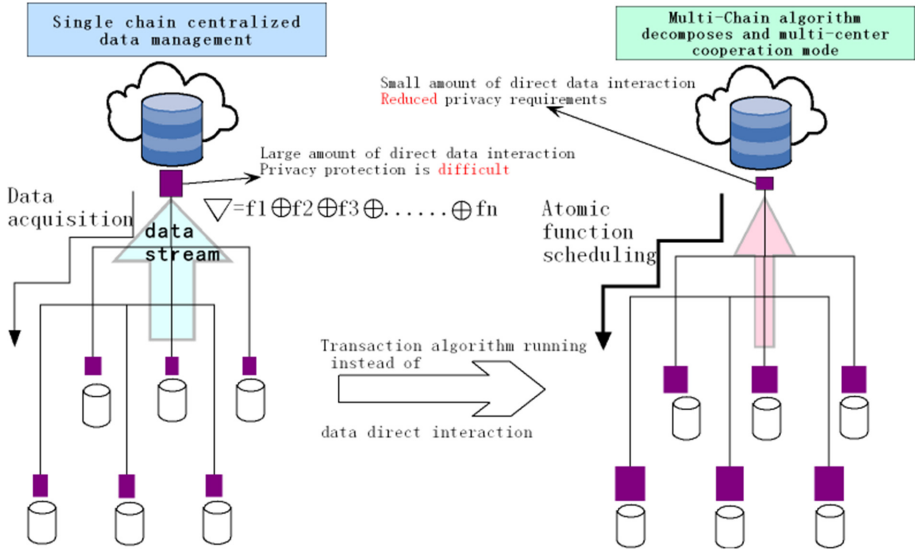 Single chain centralized
data management
Multi-Chain algorithm
decomposes and multi-center
cooperation mode
Small amount of direct data interaction
Reduced privacy requirements
Large amount of direct data interaction
Privacy protection is difficult
Data
acquisition
▽=f1⊕f2⊕f3⊕......⊕fn
data
stream
Atomic
function
scheduling
Transaction algorithm running
instead of
data direct interaction